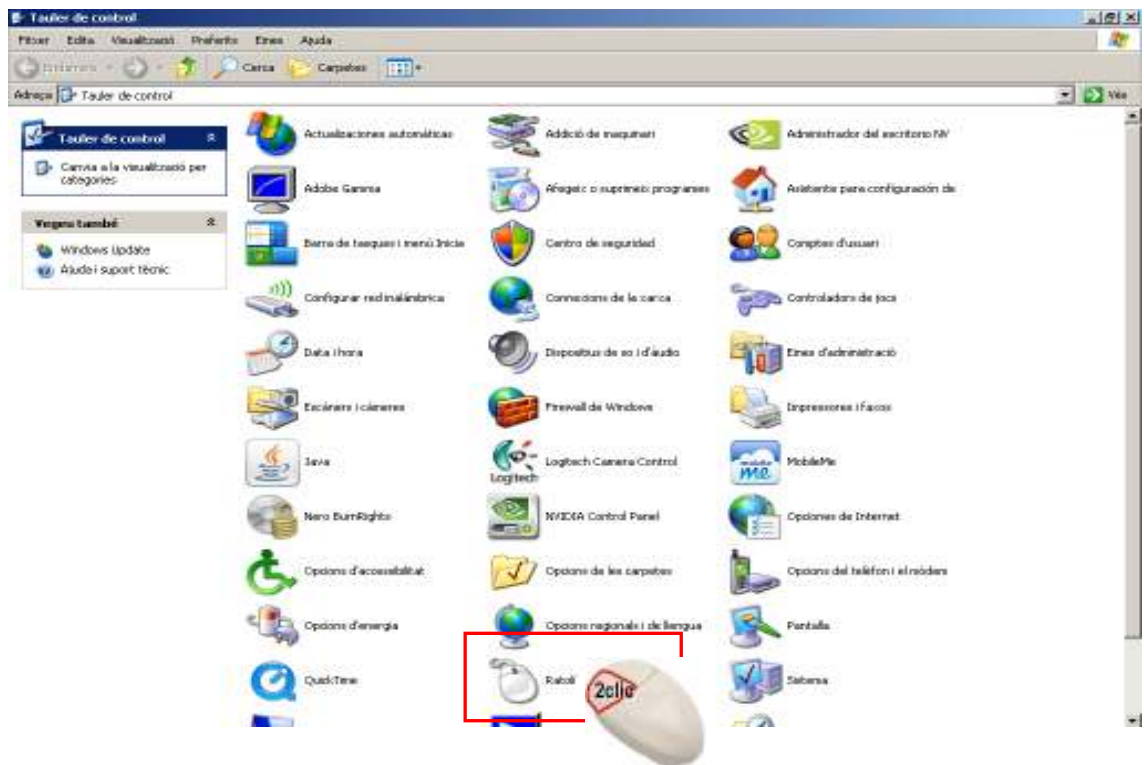 Tauler de control
Fitxer Edita Visualització Preferits Eines Ajuda
Cerca Carpetes
Adreça Tauler de control Vés
Tauler de control
Canvia a la visualització per
categories
Vegeu també
Windows Update
Ajuda i suport tècnic
Actualizaciones automáticas
Addició de maquinari
Administrador del escritorio NV
Adobe Gamma
Afegeix o suprimeix programes
Asistente para configuración de
Barra de tasques i menú Inicia
Centro de seguridad
Comptes d'usuari
Configurar red inalámbrica
Connexions de la xarxa
Controladors de jocs
Data i hora
Dispositius de so i d'àudio
Eines d'administració
Escàners i càmeres
Firewall de Windows
Impressores i faxos
Java
Logitech
Logitech Camera Control
mobile me
MobileMe
Nero BurnRights
NVIDIA Control Panel
Opciones de Internet
Opcions d'accessibilitat
Opcions de les carpetes
Opcions del telèfon i el mòdem
Opcions d'energia
Opcions regionals i de llengua
Pantalla
QuickTime
Ratolí
2clic
Sistema